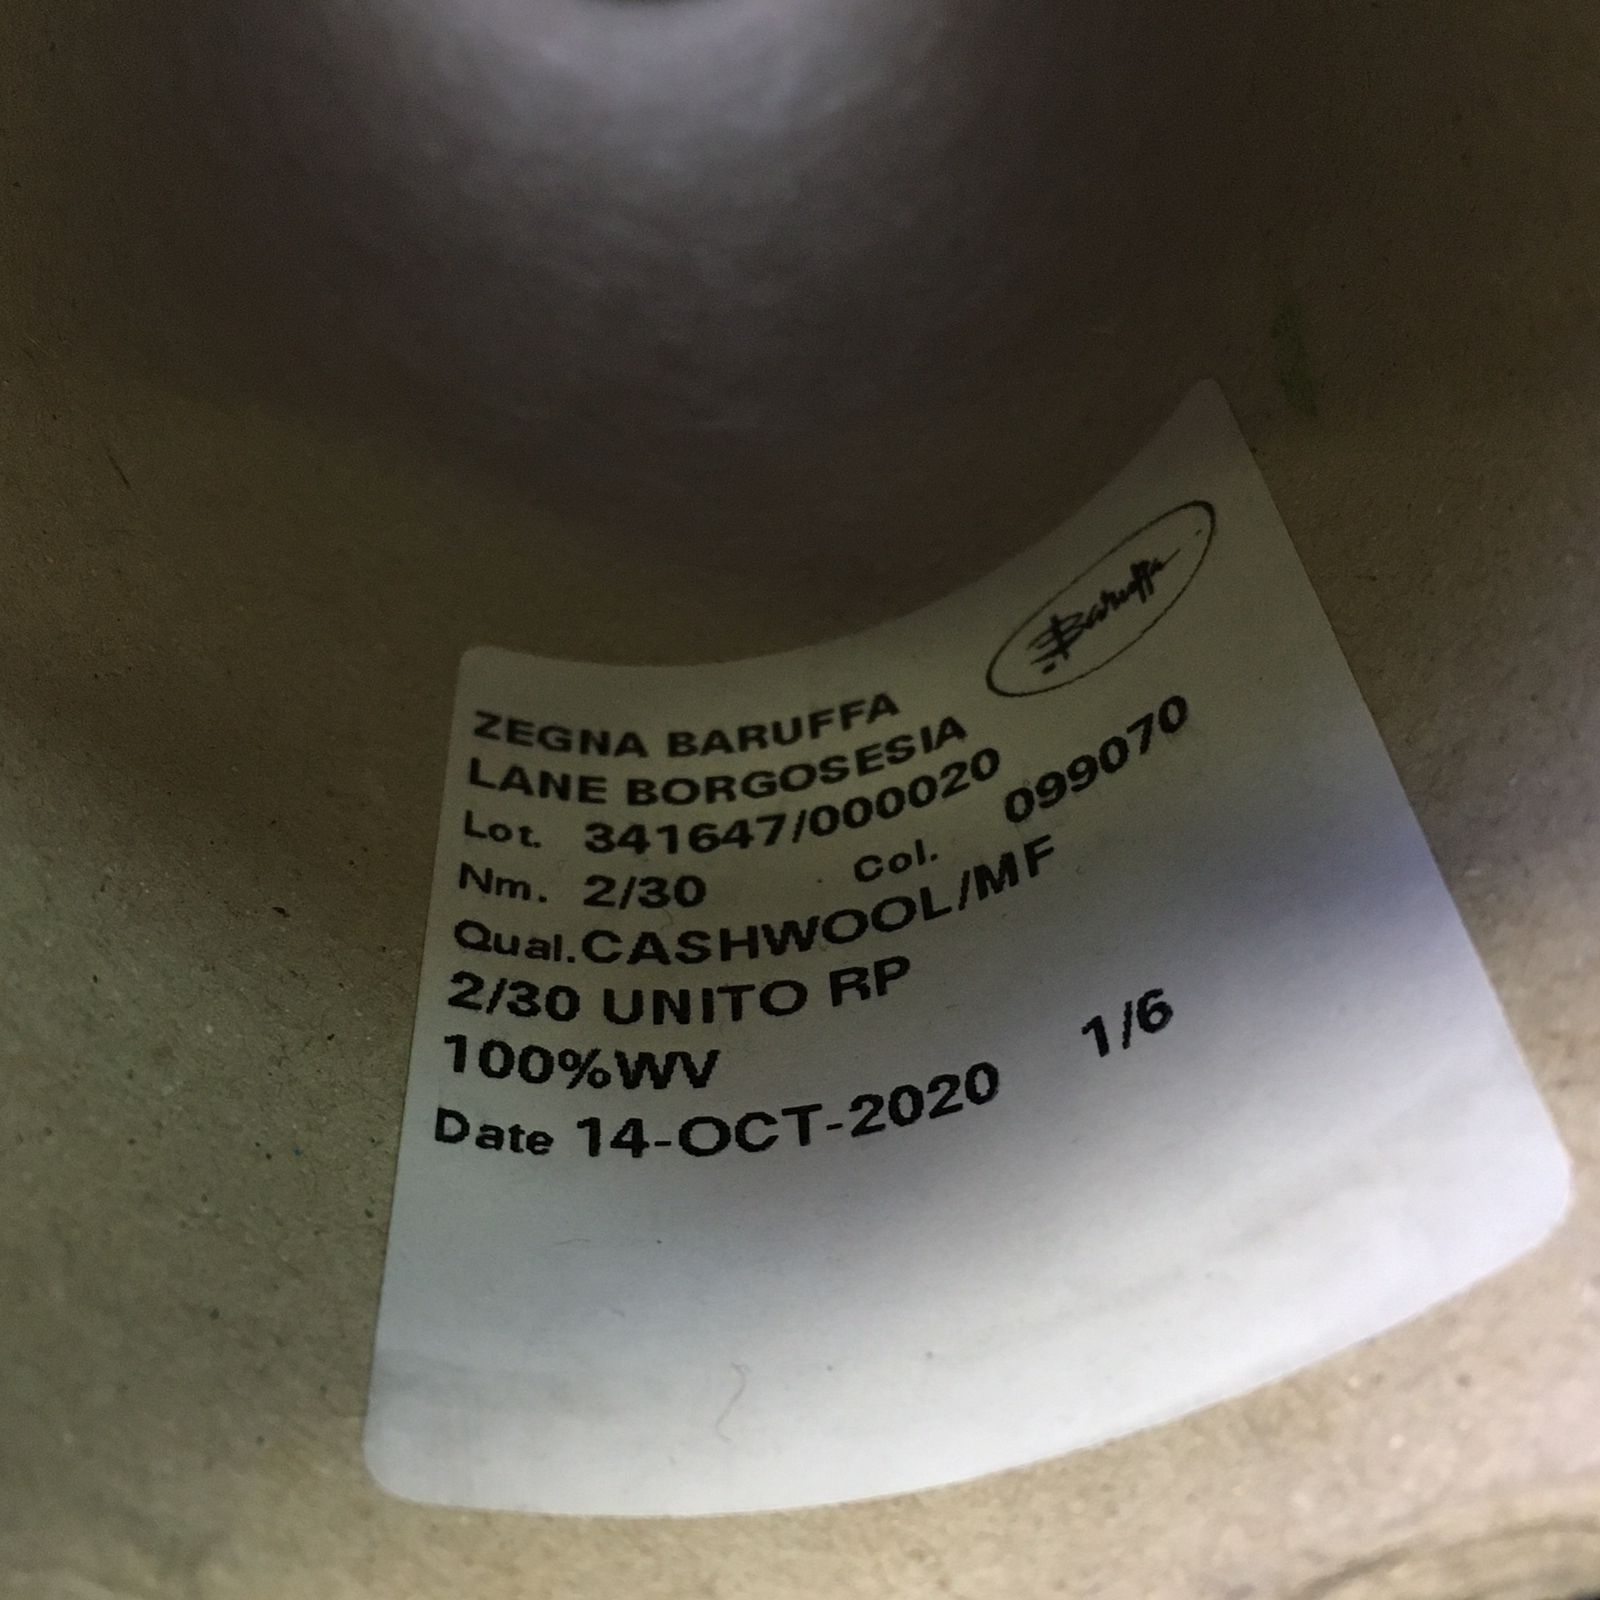 Baruffa
ZEGNA BARUFFA
LANE BORGOSESIA
Lot. 341647/000020
Nm. 2/30 Col. 099070
Qual.CASHWOOL/MF
2/30 UNITO RP
100%WV 1/6
Date 14-OCT-2020